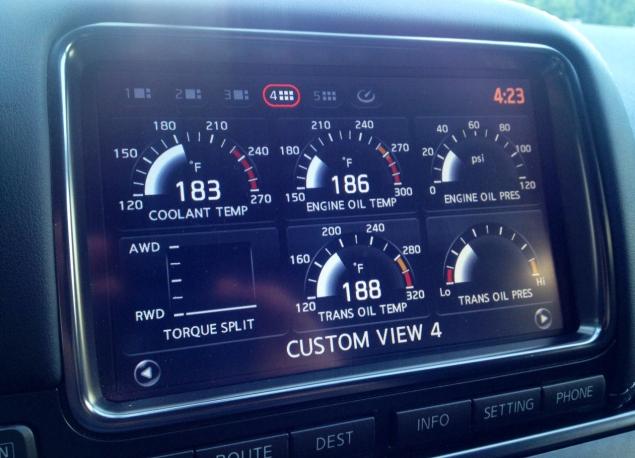 1 2 3 4 5 4:23
180 210
150 240
°F
183
120 270
COOLANT TEMP
210 240
180 270
°F
186
150 300
ENGINE OIL TEMP
40 60 80
20 100
psi
0 120
ENGINE OIL PRES
AWD
RWD
TORQUE SPLIT
200 240
160 280
°F
188
120 320
TRANS OIL TEMP
Lo Hi
TRANS OIL PRES
CUSTOM VIEW 4
N ROUTE DEST INFO SETTING PHONE